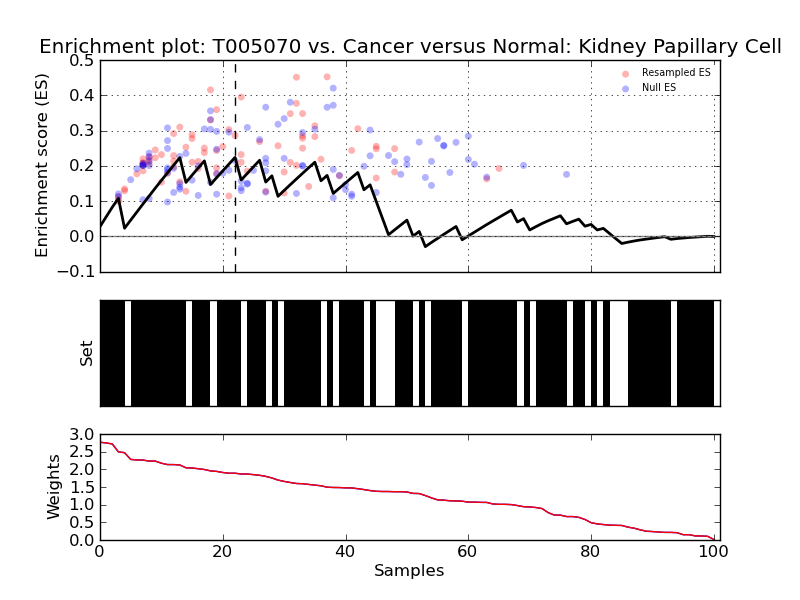 Enrichment plot: T005070 vs. Cancer versus Normal: Kidney Papillary Cell
Enrichment score (ES)
0.5
0.4
0.3
0.2
0.1
0.0
−0.1
Resampled ES
Null ES
Set
Weights
3.0
2.5
2.0
1.5
1.0
0.5
0.0
0 20 40 60 80 100
Samples